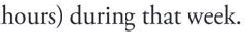 hours) during that week.